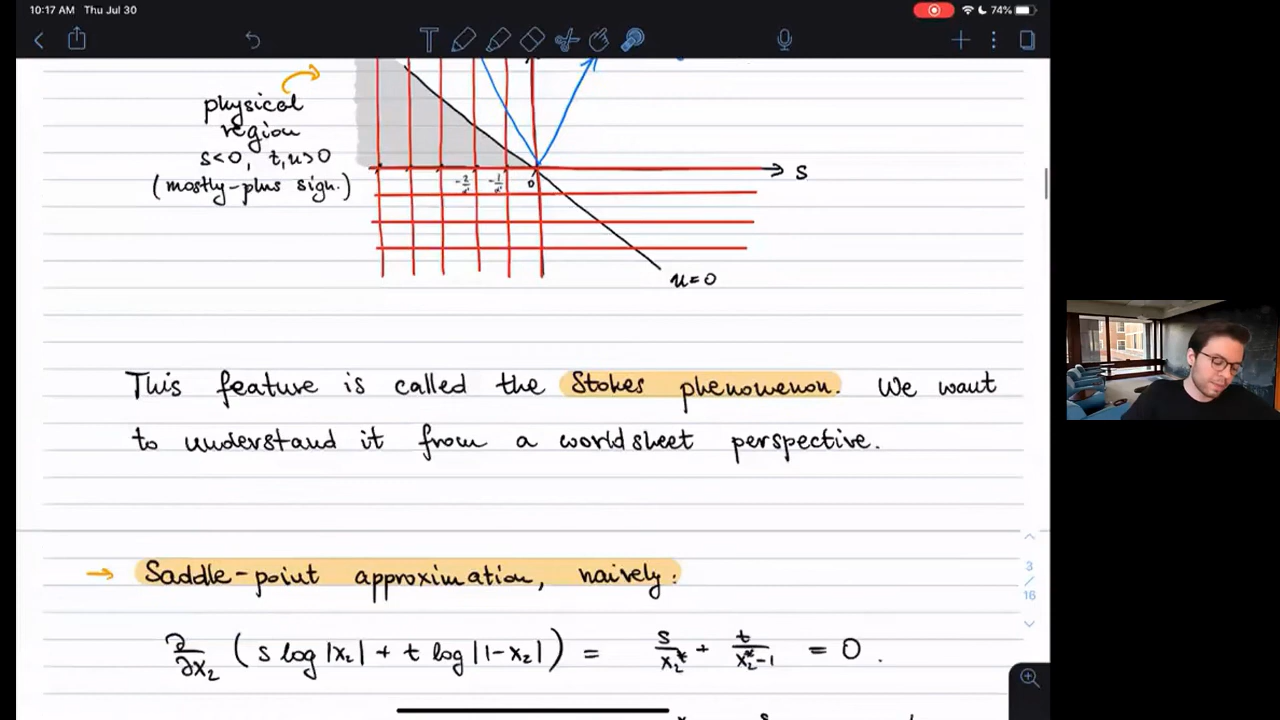 10:17 AM Thu Jul 30
74%
physical
region
s<0, t,u>0
(mostly-plus sign.)
s
0
u=0
This feature is called the Stokes phenomenon. We want
to understand it from a worldsheet perspective.
→ Saddle-point approximation, naively:
∂/∂x₂ (s log|x₂| + t log|1-x₂|) = s/x₂* + t/(x₂*-1) = 0.
3
/
16